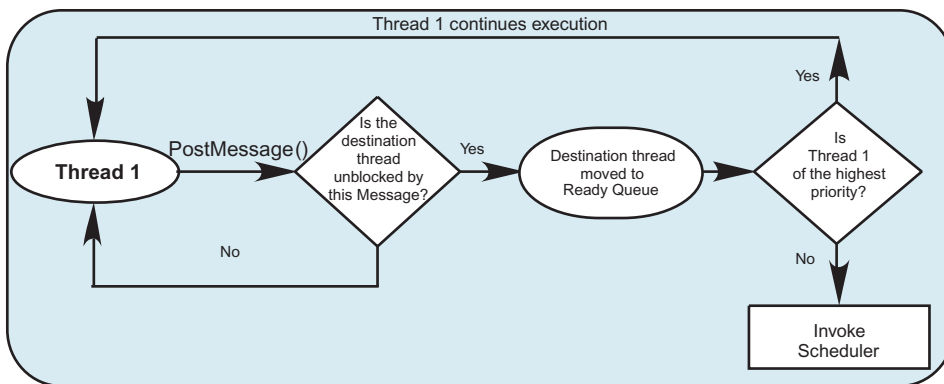 Thread 1 continues execution
Yes
Thread 1
PostMessage()
Is the
destination
thread
unblocked by
this Message?
Yes
Destination thread
moved to
Ready Queue
Is
Thread 1
of the highest
priority?
No
No
Invoke
Scheduler